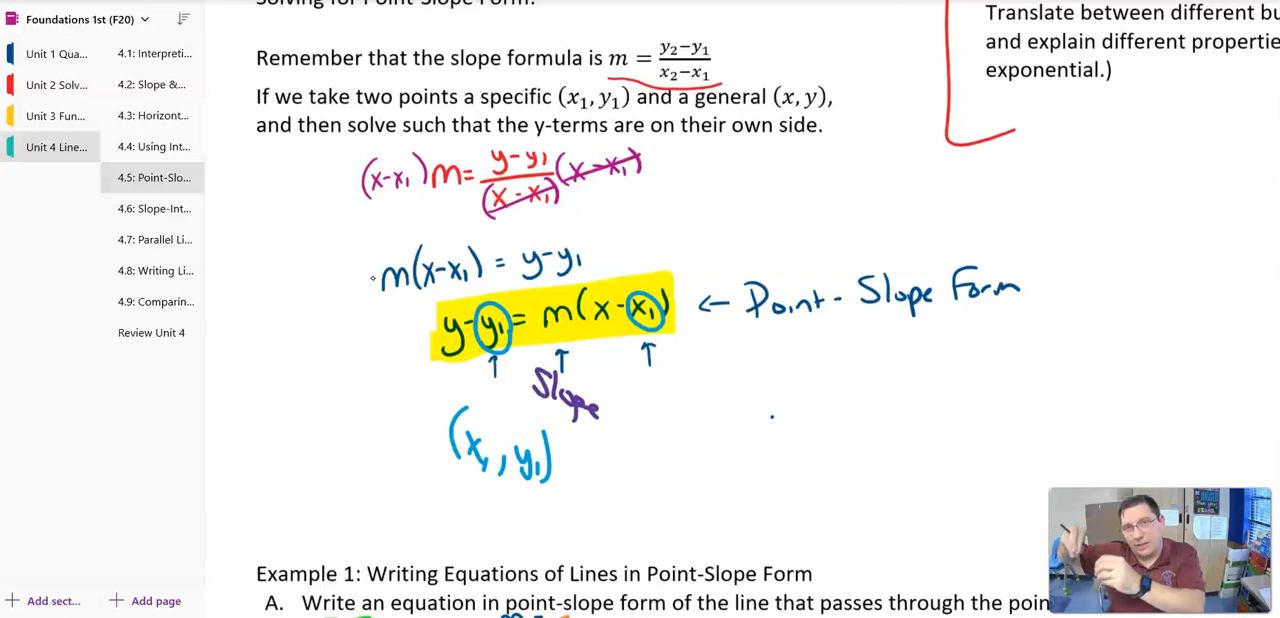 Foundations 1st (F20)
Unit 1 Qua...
Unit 2 Solv...
Unit 3 Fun...
Unit 4 Line...
4.1: Interpreti...
4.2: Slope &...
4.3: Horizont...
4.4: Using Int...
4.5: Point-Slo...
4.6: Slope-Int...
4.7: Parallel Li...
4.8: Writing Li...
4.9: Comparin...
Review Unit 4
Add sect...
Add page
Solving for Point-Slope Form:
Remember that the slope formula is m = y₂−y₁ / x₂−x₁
If we take two points a specific (x₁, y₁) and a general (x, y),
and then solve such that the y-terms are on their own side.
(x-x₁)m = y-y₁ / (x-x₁) (x-x₁)
m(x-x₁) = y-y₁
y-y₁ = m(x-x₁) ← Point-Slope Form
↑ ↑ ↑
Slope
(x₁, y₁)
Example 1: Writing Equations of Lines in Point-Slope Form
A. Write an equation in point-slope form of the line that passes through the poin
Translate between different bu
and explain different propertie
exponential.)